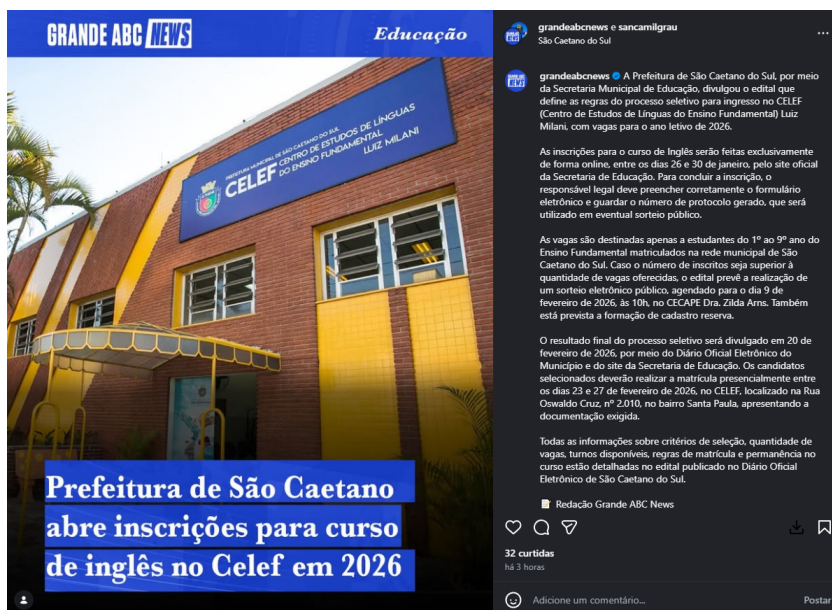 GRANDE ABC NEWS
Educação
PREFEITURA MUNICIPAL DE SÃO CAETANO DO SUL
CELEF CENTRO DE ESTUDOS DE LÍNGUAS
DO ENSINO FUNDAMENTAL
LUIZ MILANI
Prefeitura de São Caetano
abre inscrições para curso
de inglês no Celef em 2026
grandeabcnews e sancamilgrau
São Caetano do Sul
grandeabcnews A Prefeitura de São Caetano do Sul, por meio
da Secretaria Municipal de Educação, divulgou o edital que
define as regras do processo seletivo para ingresso no CELEF
(Centro de Estudos de Línguas do Ensino Fundamental) Luiz
Milani, com vagas para o ano letivo de 2026.
As inscrições para o curso de Inglês serão feitas exclusivamente
de forma online, entre os dias 26 e 30 de janeiro, pelo site oficial
da Secretaria de Educação. Para concluir a inscrição, o
responsável legal deve preencher corretamente o formulário
eletrônico e guardar o número de protocolo gerado, que será
utilizado em eventual sorteio público.
As vagas são destinadas apenas a estudantes do 1º ao 9º ano do
Ensino Fundamental matriculados na rede municipal de São
Caetano do Sul. Caso o número de inscritos seja superior à
quantidade de vagas oferecidas, o edital prevê a realização de
um sorteio eletrônico público, agendado para o dia 9 de
fevereiro de 2026, às 10h, no CECAPE Dra. Zilda Arns. Também
está prevista a formação de cadastro reserva.
O resultado final do processo seletivo será divulgado em 20 de
fevereiro de 2026, por meio do Diário Oficial Eletrônico do
Município e do site da Secretaria de Educação. Os candidatos
selecionados deverão realizar a matrícula presencialmente entre
os dias 23 e 27 de fevereiro de 2026, no CELEF, localizado na Rua
Oswaldo Cruz, nº 2.010, no bairro Santa Paula, apresentando a
documentação exigida.
Todas as informações sobre critérios de seleção, quantidade de
vagas, turnos disponíveis, regras de matrícula e permanência no
curso estão detalhadas no edital publicado no Diário Oficial
Eletrônico de São Caetano do Sul.
Redação Grande ABC News
32 curtidas
há 3 horas
Adicione um comentário...
Postar